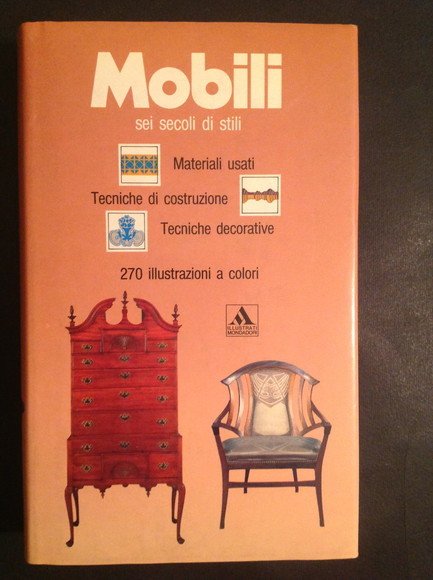 Mobili
sei secoli di stili
Materiali usati
Tecniche di costruzione
Tecniche decorative
270 illustrazioni a colori
ILLUSTRATI
MONDADORI